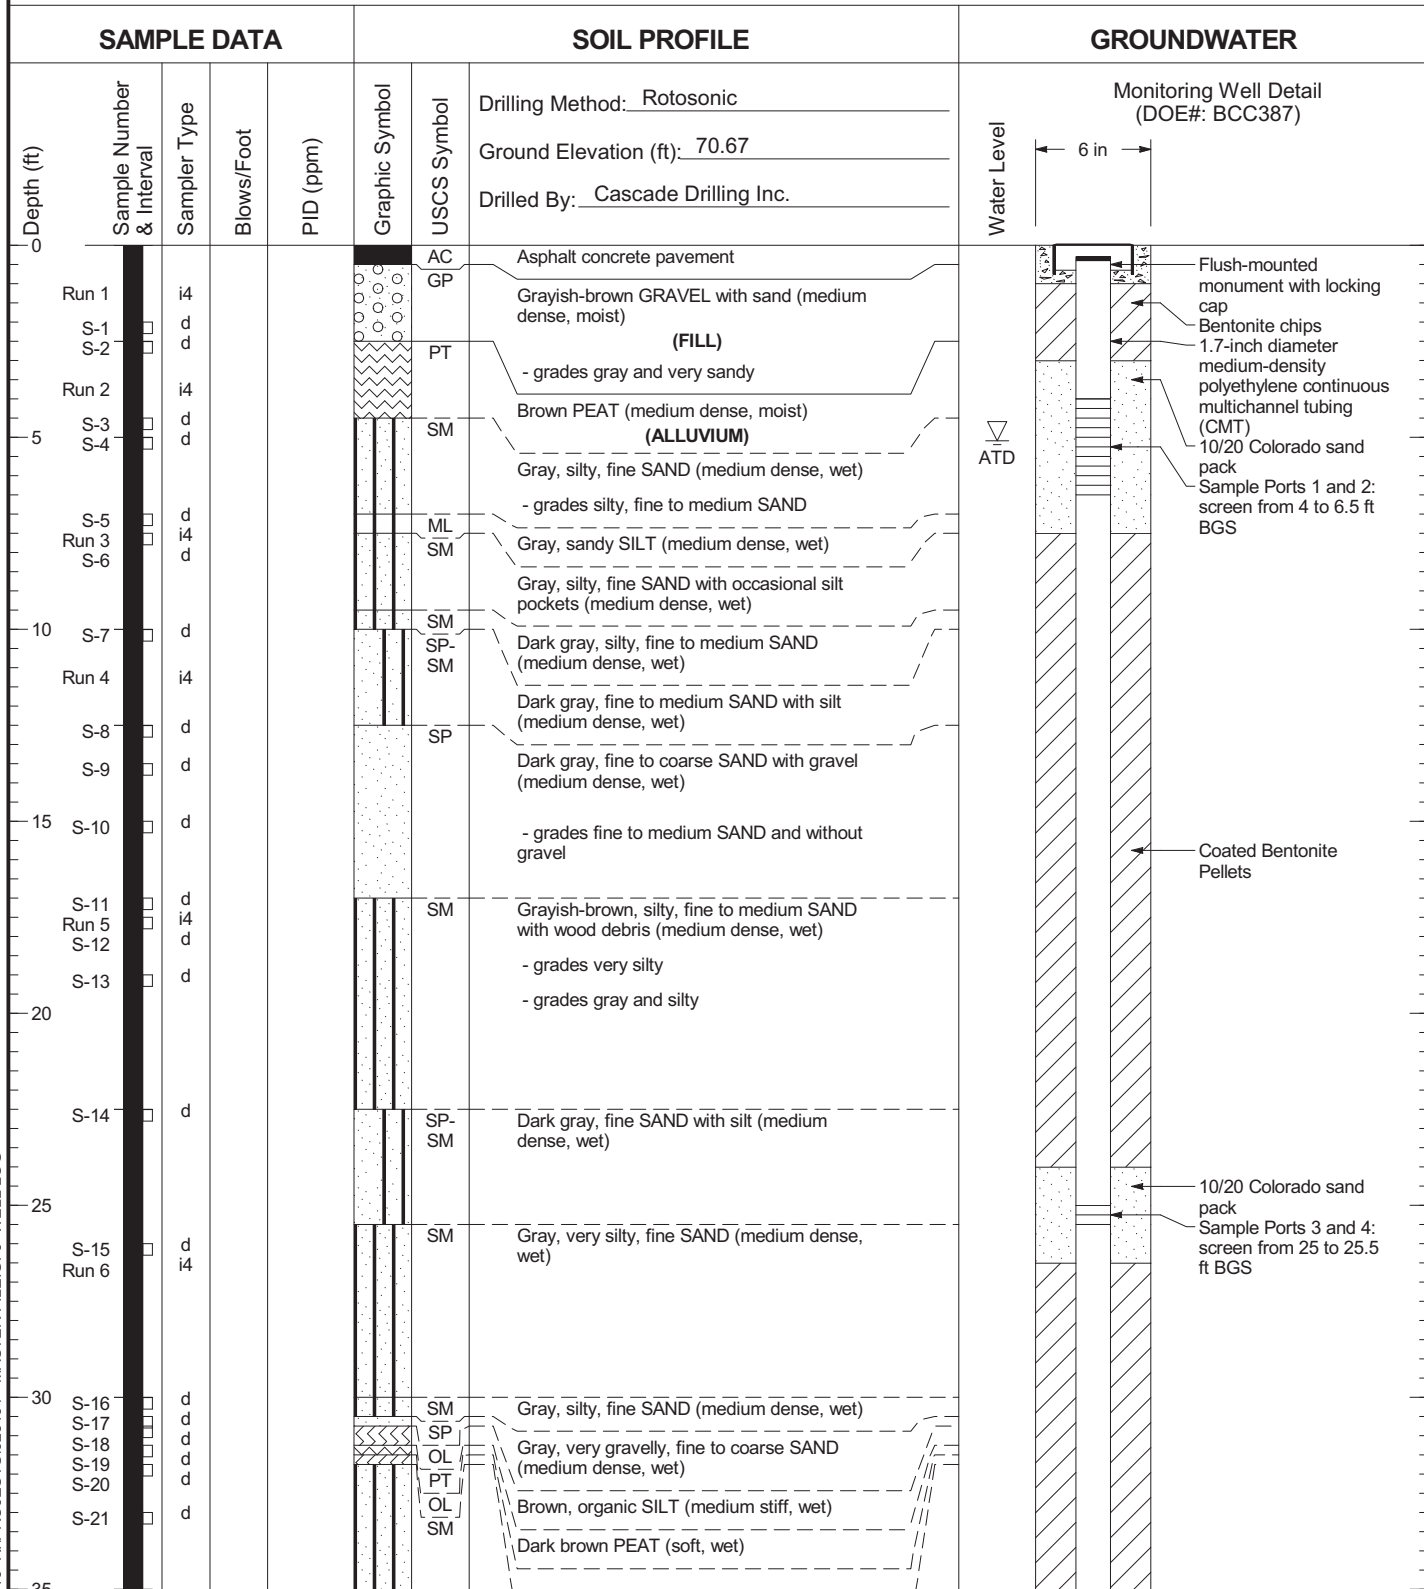 SAMPLE DATA
SOIL PROFILE
GROUNDWATER
Depth (ft)
Sample Number
& Interval
Sampler Type
Blows/Foot
PID (ppm)
Graphic Symbol
USCS Symbol
Drilling Method: Rotosonic
Ground Elevation (ft): 70.67
Drilled By: Cascade Drilling Inc.
Water Level
Monitoring Well Detail
(DOE#: BCC387)
6 in
0
5
10
15
20
25
30
35
Run 1 i4
S-1 d
S-2 d
Run 2 i4
S-3 d
S-4 d
S-5 d
Run 3 i4
S-6 d
S-7 d
Run 4 i4
S-8 d
S-9 d
S-10 d
S-11 d
Run 5 i4
S-12 d
S-13 d
S-14 d
S-15 d
Run 6 i4
S-16 d
S-17 d
S-18 d
S-19 d
S-20 d
S-21 d
AC
GP
PT
SM
ML
SM
SM
SP-
SM
SP
SM
SP-
SM
SM
SM
SP
OL
PT
OL
SM
Asphalt concrete pavement
Grayish-brown GRAVEL with sand (medium
dense, moist)
(FILL)
- grades gray and very sandy
Brown PEAT (medium dense, moist)
(ALLUVIUM)
Gray, silty, fine SAND (medium dense, wet)
- grades silty, fine to medium SAND
Gray, sandy SILT (medium dense, wet)
Gray, silty, fine SAND with occasional silt
pockets (medium dense, wet)
Dark gray, silty, fine to medium SAND
(medium dense, wet)
Dark gray, fine to medium SAND with silt
(medium dense, wet)
Dark gray, fine to coarse SAND with gravel
(medium dense, wet)
- grades fine to medium SAND and without
gravel
Grayish-brown, silty, fine to medium SAND
with wood debris (medium dense, wet)
- grades very silty
- grades gray and silty
Dark gray, fine SAND with silt (medium
dense, wet)
Gray, very silty, fine SAND (medium dense,
wet)
Gray, silty, fine SAND (medium dense, wet)
Gray, very gravelly, fine to coarse SAND
(medium dense, wet)
Brown, organic SILT (medium stiff, wet)
Dark brown PEAT (soft, wet)
ATD
Flush-mounted
monument with locking
cap
Bentonite chips
1.7-inch diameter
medium-density
polyethylene continuous
multichannel tubing
(CMT)
10/20 Colorado sand
pack
Sample Ports 1 and 2:
screen from 4 to 6.5 ft
BGS
Coated Bentonite
Pellets
10/20 Colorado sand
pack
Sample Ports 3 and 4:
screen from 25 to 25.5
ft BGS